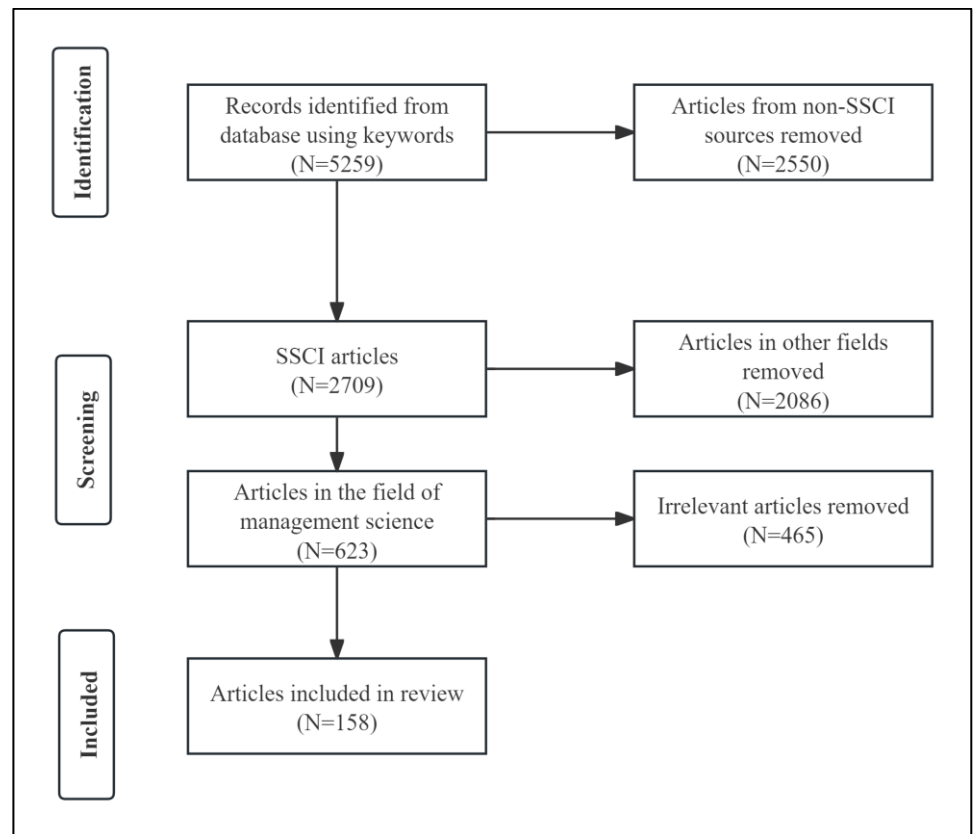 Identification
Records identified from
database using keywords
(N=5259)
Articles from non-SSCI
sources removed
(N=2550)
Screening
SSCI articles
(N=2709)
Articles in other fields
removed
(N=2086)
Articles in the field of
management science
(N=623)
Irrelevant articles removed
(N=465)
Included
Articles included in review
(N=158)